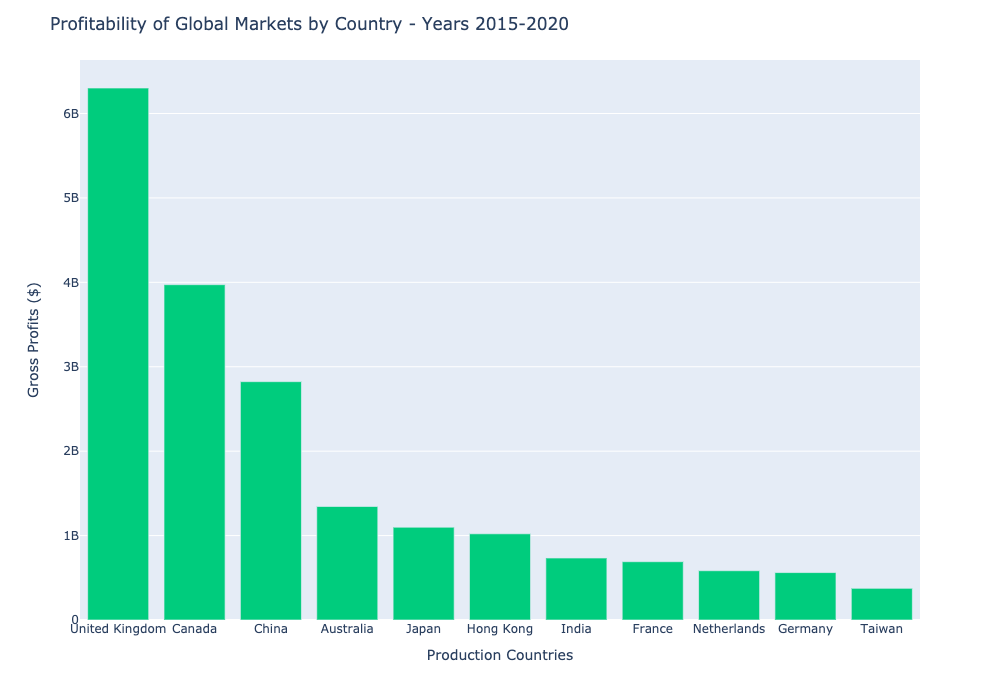 Profitability of Global Markets by Country - Years 2015-2020
6B
5B
4B
3B
2B
1B
0
Gross Profits ($)
United Kingdom Canada China Australia Japan Hong Kong India France Netherlands Germany Taiwan
Production Countries